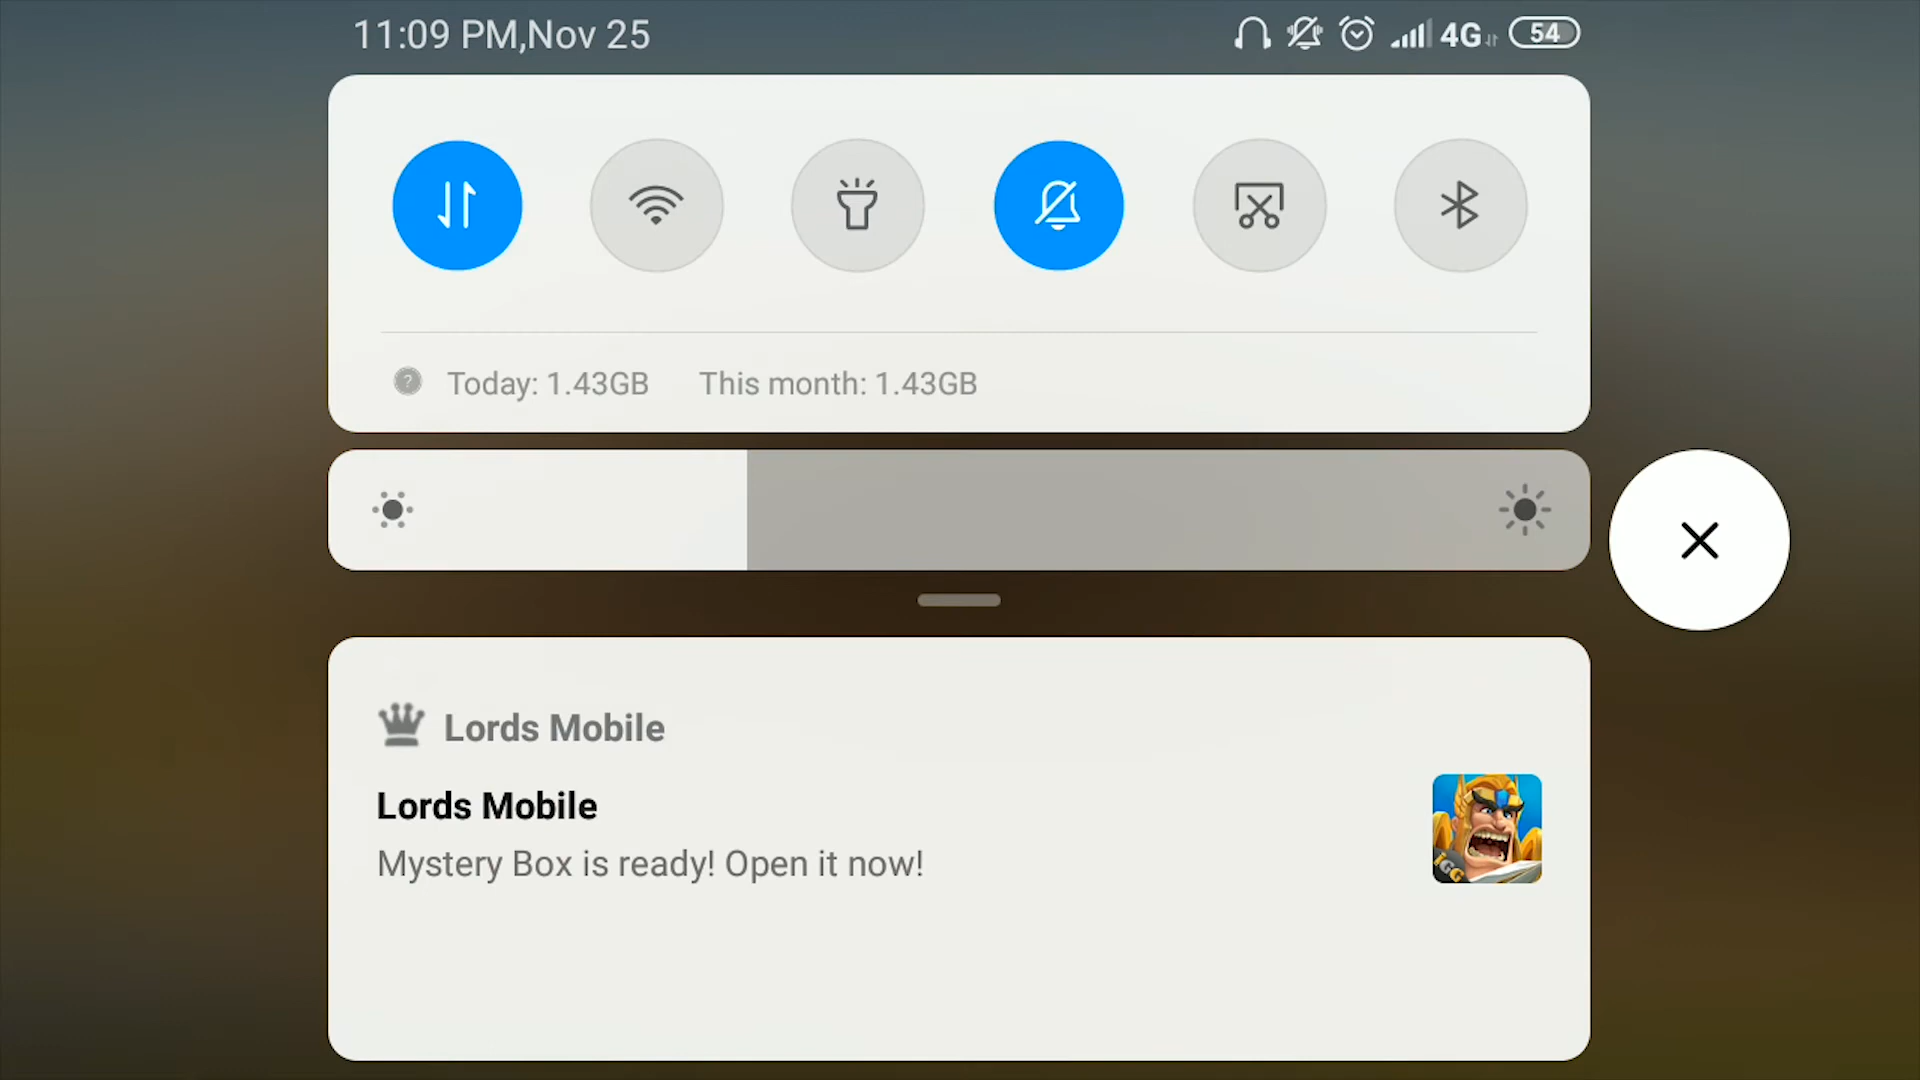 11:09 PM,Nov 25
4G
54
Today: 1.43GB This month: 1.43GB
Lords Mobile
Lords Mobile
Mystery Box is ready! Open it now!
IGG